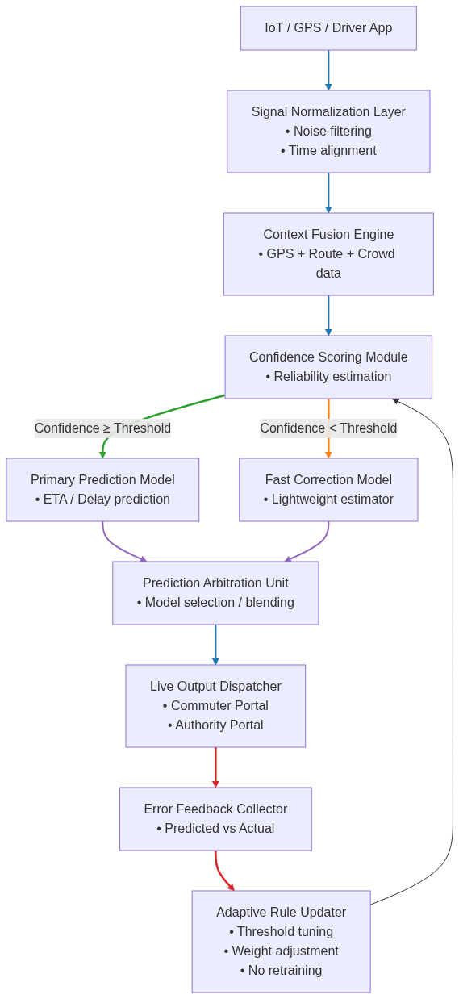 IoT / GPS / Driver App
Signal Normalization Layer
• Noise filtering
• Time alignment
Context Fusion Engine
• GPS + Route + Crowd
data
Confidence Scoring Module
• Reliability estimation
Confidence ≥ Threshold
Confidence < Threshold
Primary Prediction Model
• ETA / Delay prediction
Fast Correction Model
• Lightweight estimator
Prediction Arbitration Unit
• Model selection / blending
Live Output Dispatcher
• Commuter Portal
• Authority Portal
Error Feedback Collector
• Predicted vs Actual
Adaptive Rule Updater
• Threshold tuning
• Weight adjustment
• No retraining